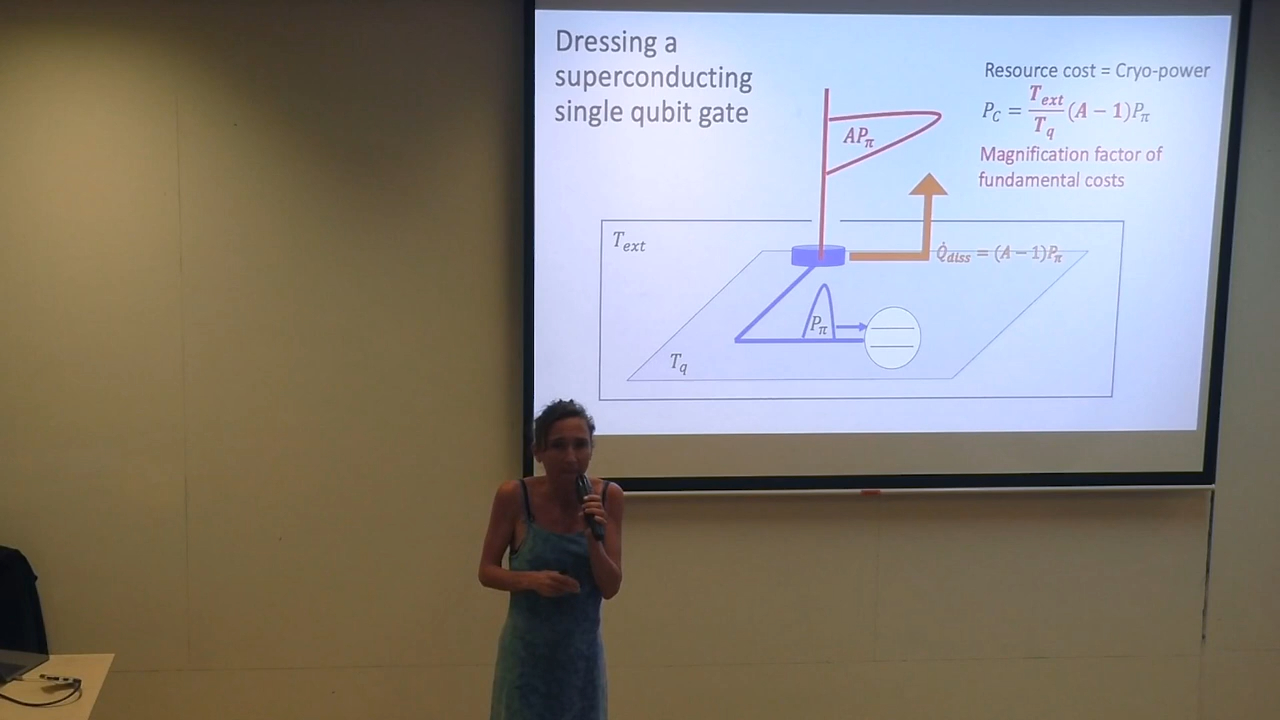 Dressing a
superconducting
single qubit gate
Resource cost = Cryo-power
P_C = T_ext/T_q (A − 1)P_π
Magnification factor of
fundamental costs
AP_π
T_ext
Q̇_diss = (A − 1)P_π
P_π
T_q